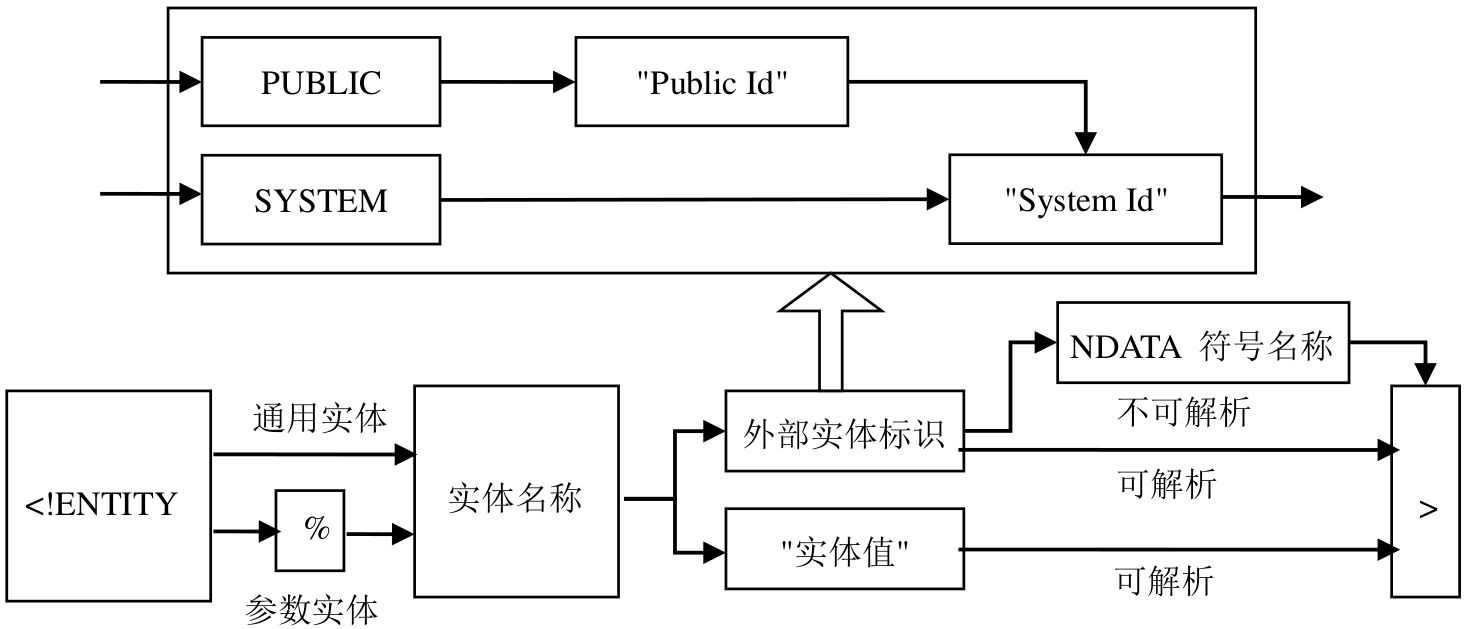 PUBLIC
"Public Id"
SYSTEM
"System Id"
NDATA 符号名称
不可解析
通用实体
外部实体标识
可解析
<!ENTITY
%
实体名称
>
"实体值"
可解析
参数实体